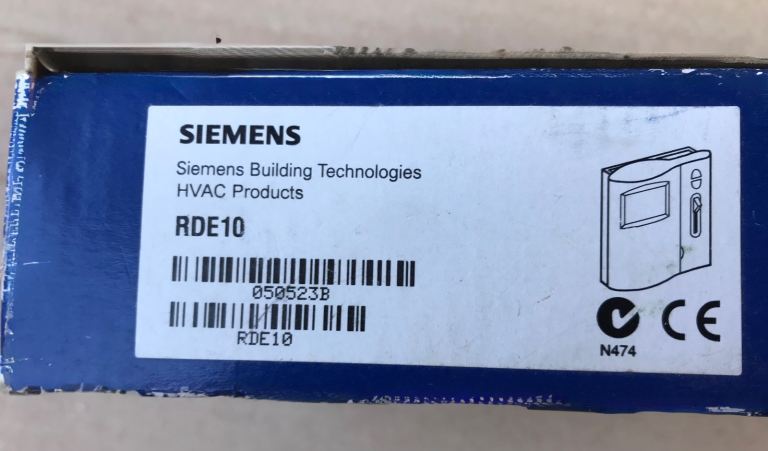 SIEMENS
Siemens Building Technologies
HVAC Products
RDE10
050523B
RDE10
N474
CE